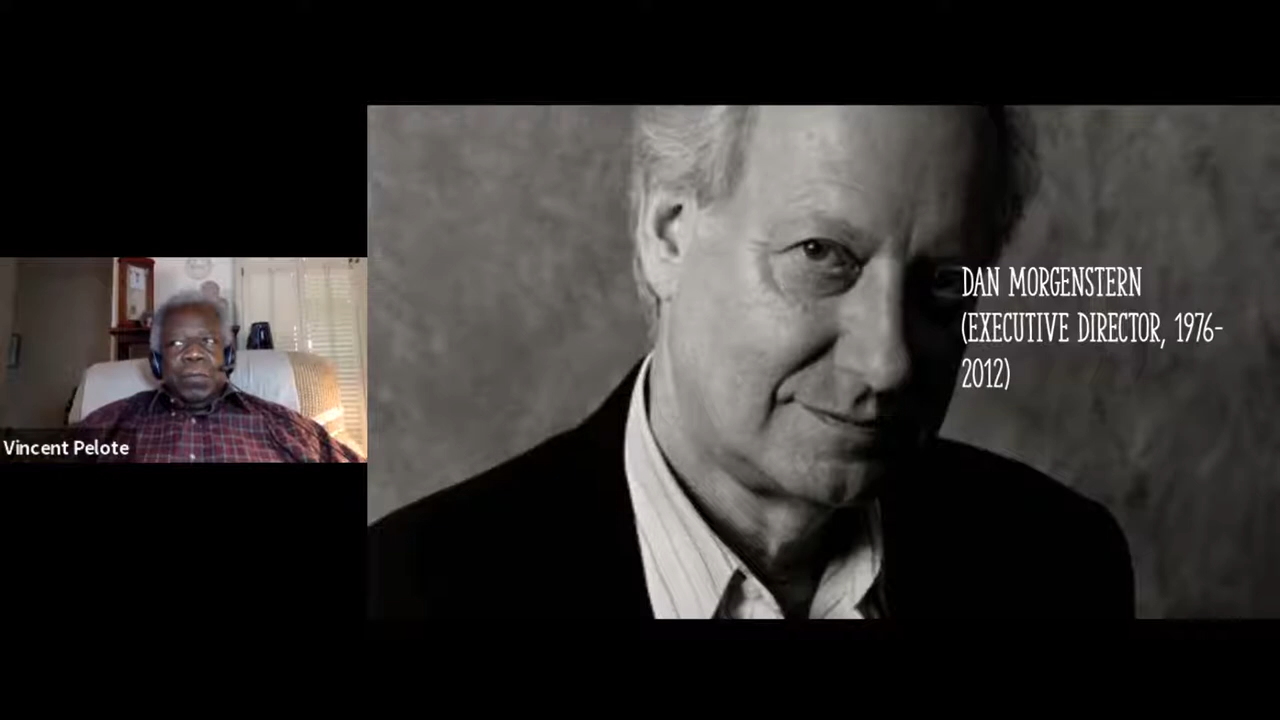 Vincent Pelote
DAN MORGENSTERN
(EXECUTIVE DIRECTOR, 1976-
2012)